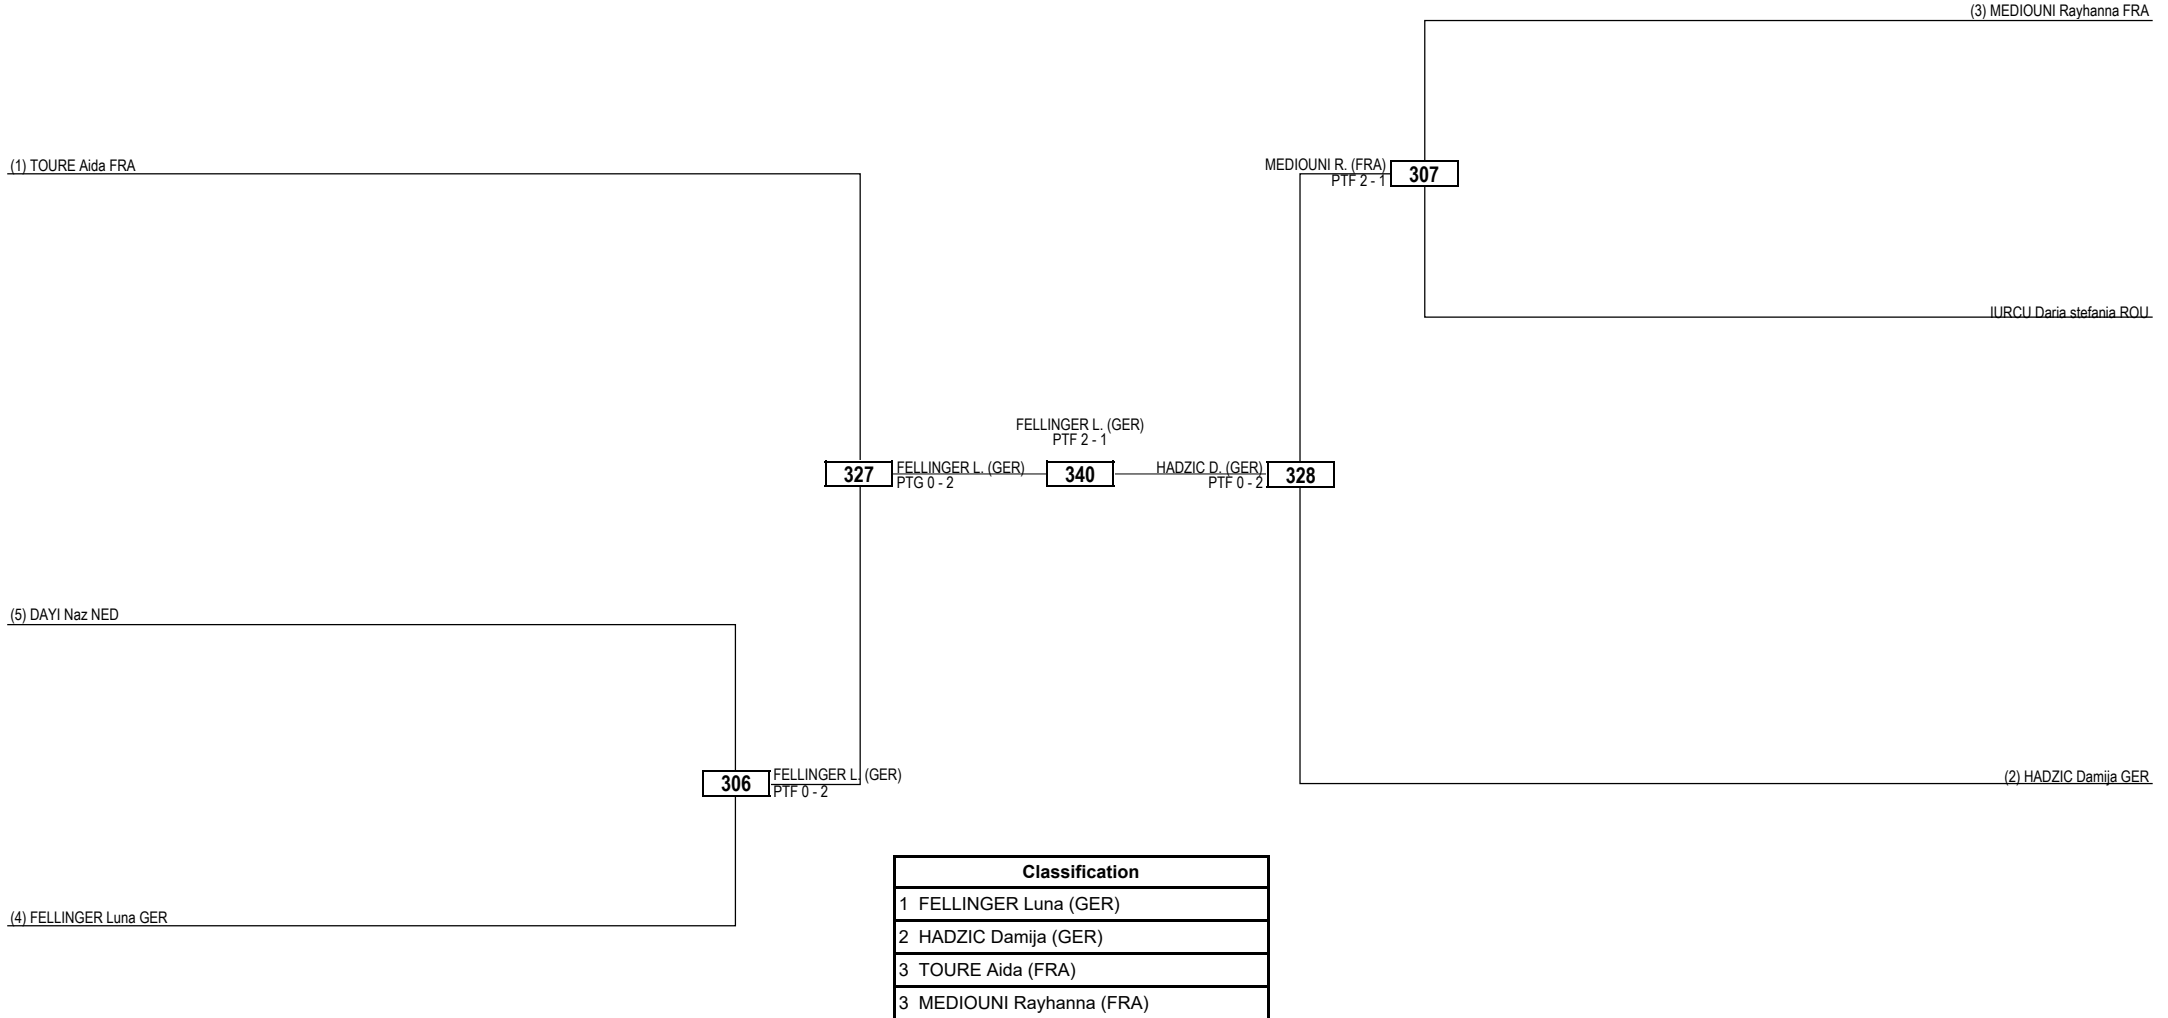 (3) MEDIOUNI Rayhanna FRA
(1) TOURE Aida FRA
MEDIOUNI R. (FRA)
PTF 2 - 1
307
IURCU Daria stefania ROU
FELLINGER L. (GER)
PTF 2 - 1
327
FELLINGER L. (GER)
PTG 0 - 2
340
HADZIC D. (GER)
PTF 0 - 2
328
(5) DAYI Naz NED
306
FELLINGER L. (GER)
PTF 0 - 2
(2) HADZIC Damija GER
(4) FELLINGER Luna GER
Classification
1 FELLINGER Luna (GER)
2 HADZIC Damija (GER)
3 TOURE Aida (FRA)
3 MEDIOUNI Rayhanna (FRA)